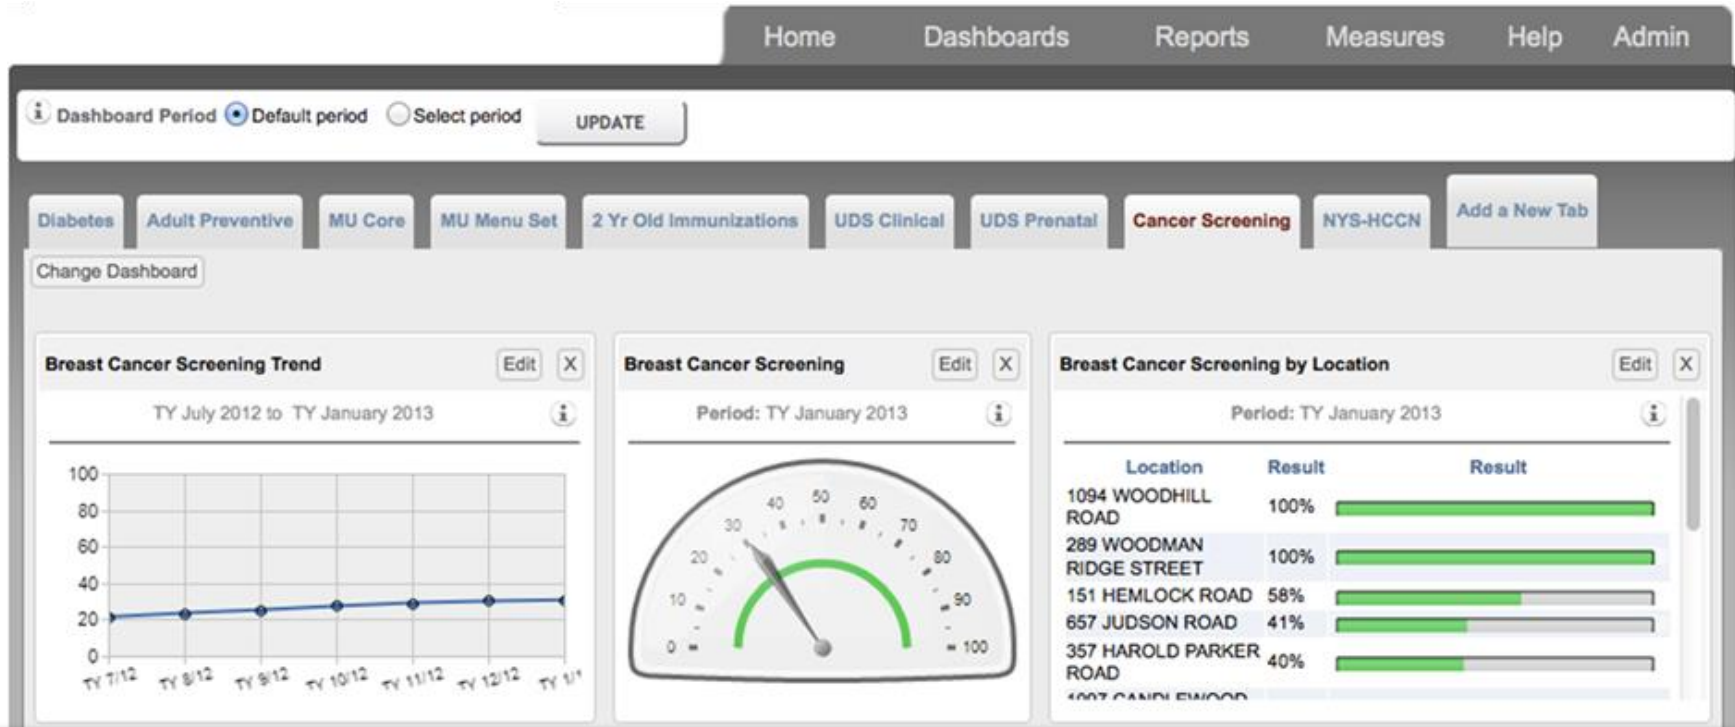 Home Dashboards Reports Measures Help Admin
i Dashboard Period Default period Select period UPDATE
Diabetes Adult Preventive MU Core MU Menu Set 2 Yr Old Immunizations UDS Clinical UDS Prenatal Cancer Screening NYS-HCCN Add a New Tab
Change Dashboard
Breast Cancer Screening Trend Edit X
TY July 2012 to TY January 2013 i
100
80
60
40
20
0
TY 7/12 TY 8/12 TY 9/12 TY 10/12 TY 11/12 TY 12/12 TY 1/1
Breast Cancer Screening Edit X
Period: TY January 2013 i
0 10 20 30 40 50 60 70 80 90 100
Breast Cancer Screening by Location Edit X
Period: TY January 2013 i
Location Result Result
1094 WOODHILL
ROAD 100%
289 WOODMAN
RIDGE STREET 100%
151 HEMLOCK ROAD 58%
657 JUDSON ROAD 41%
357 HAROLD PARKER
ROAD 40%
1097 CANDLEWOOD